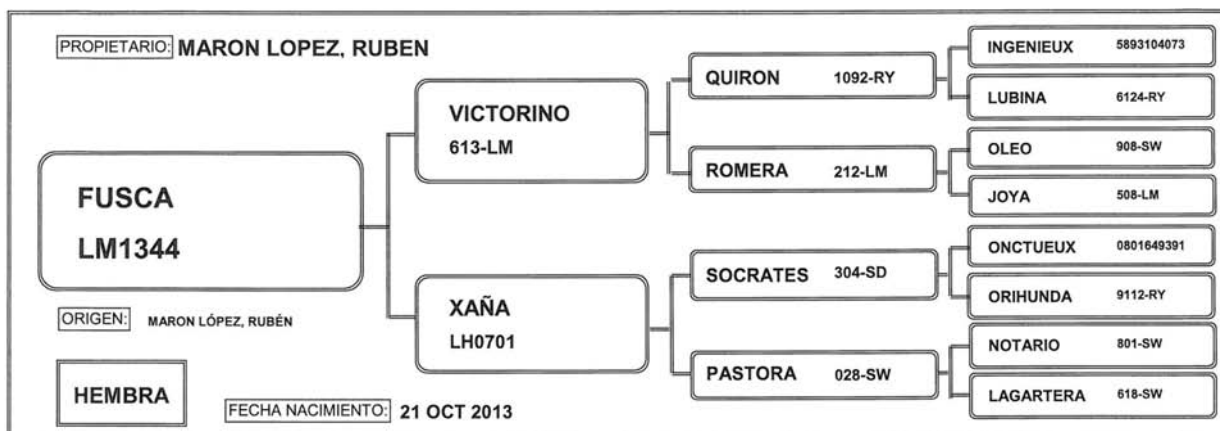 PROPIETARIO: MARON LOPEZ, RUBEN
FUSCA
LM1344
ORIGEN: MARON LÓPEZ, RUBÉN
HEMBRA
FECHA NACIMIENTO: 21 OCT 2013
VICTORINO
613-LM
XAÑA
LH0701
QUIRON 1092-RY
ROMERA 212-LM
SOCRATES 304-SD
PASTORA 028-SW
INGENIEUX 5893104073
LUBINA 6124-RY
OLEO 908-SW
JOYA 508-LM
ONCTUEUX 0801649391
ORIHUNDA 9112-RY
NOTARIO 801-SW
LAGARTERA 618-SW